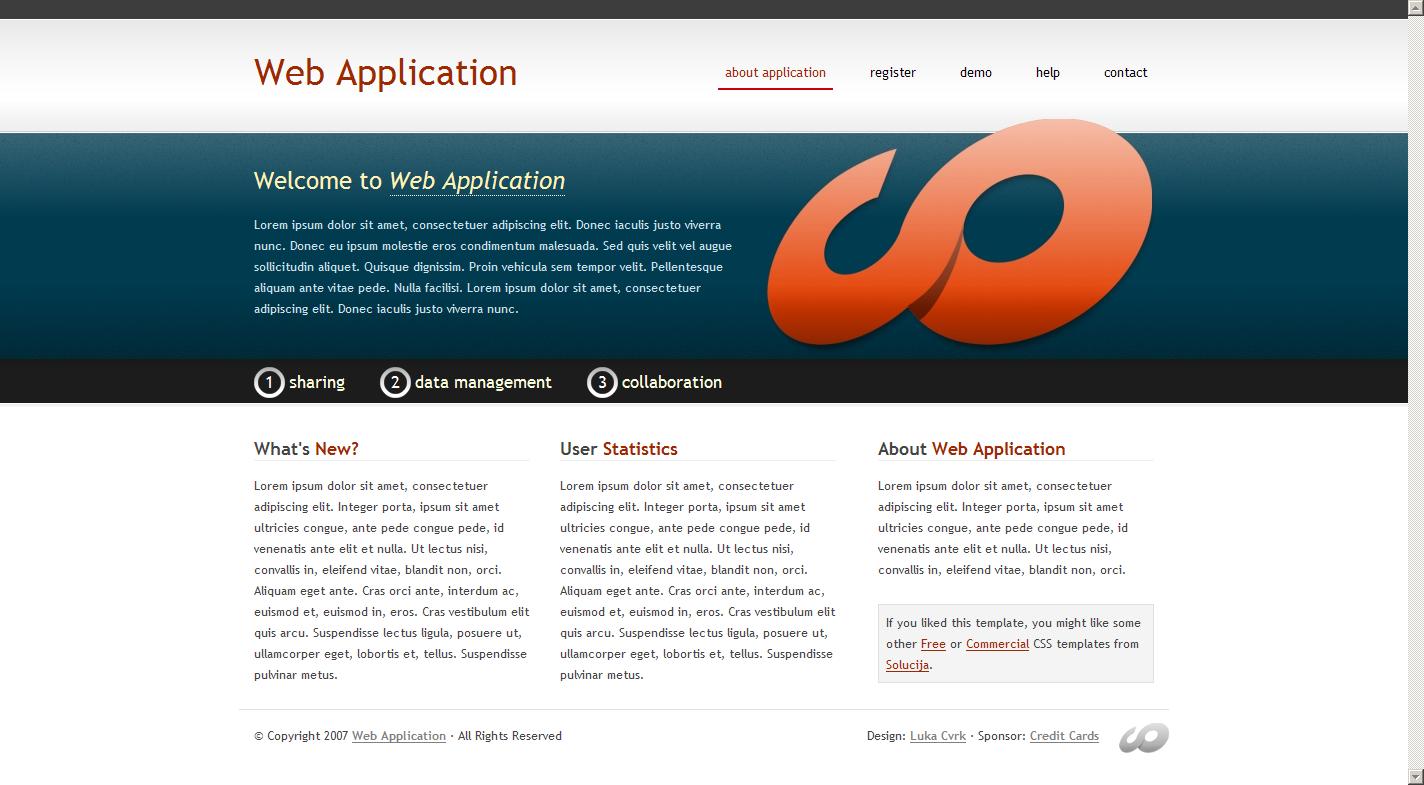 Web Application
about application register demo help contact
Welcome to Web Application
Lorem ipsum dolor sit amet, consectetuer adipiscing elit. Donec iaculis justo viverra
nunc. Donec eu ipsum molestie eros condimentum malesuada. Sed quis velit vel augue
sollicitudin aliquet. Quisque dignissim. Proin vehicula sem tempor velit. Pellentesque
aliquam ante vitae pede. Nulla facilisi. Lorem ipsum dolor sit amet, consectetuer
adipiscing elit. Donec iaculis justo viverra nunc.
1 sharing 2 data management 3 collaboration
What's New?
Lorem ipsum dolor sit amet, consectetuer
adipiscing elit. Integer porta, ipsum sit amet
ultricies congue, ante pede congue pede, id
venenatis ante elit et nulla. Ut lectus nisi,
convallis in, eleifend vitae, blandit non, orci.
Aliquam eget ante. Cras orci ante, interdum ac,
euismod et, euismod in, eros. Cras vestibulum elit
quis arcu. Suspendisse lectus ligula, posuere ut,
ullamcorper eget, lobortis et, tellus. Suspendisse
pulvinar metus.
User Statistics
Lorem ipsum dolor sit amet, consectetuer
adipiscing elit. Integer porta, ipsum sit amet
ultricies congue, ante pede congue pede, id
venenatis ante elit et nulla. Ut lectus nisi,
convallis in, eleifend vitae, blandit non, orci.
Aliquam eget ante. Cras orci ante, interdum ac,
euismod et, euismod in, eros. Cras vestibulum elit
quis arcu. Suspendisse lectus ligula, posuere ut,
ullamcorper eget, lobortis et, tellus. Suspendisse
pulvinar metus.
About Web Application
Lorem ipsum dolor sit amet, consectetuer
adipiscing elit. Integer porta, ipsum sit amet
ultricies congue, ante pede congue pede, id
venenatis ante elit et nulla. Ut lectus nisi,
convallis in, eleifend vitae, blandit non, orci.
If you liked this template, you might like some
other Free or Commercial CSS templates from
Solucija.
© Copyright 2007 Web Application · All Rights Reserved
Design: Luka Cvrk · Sponsor: Credit Cards